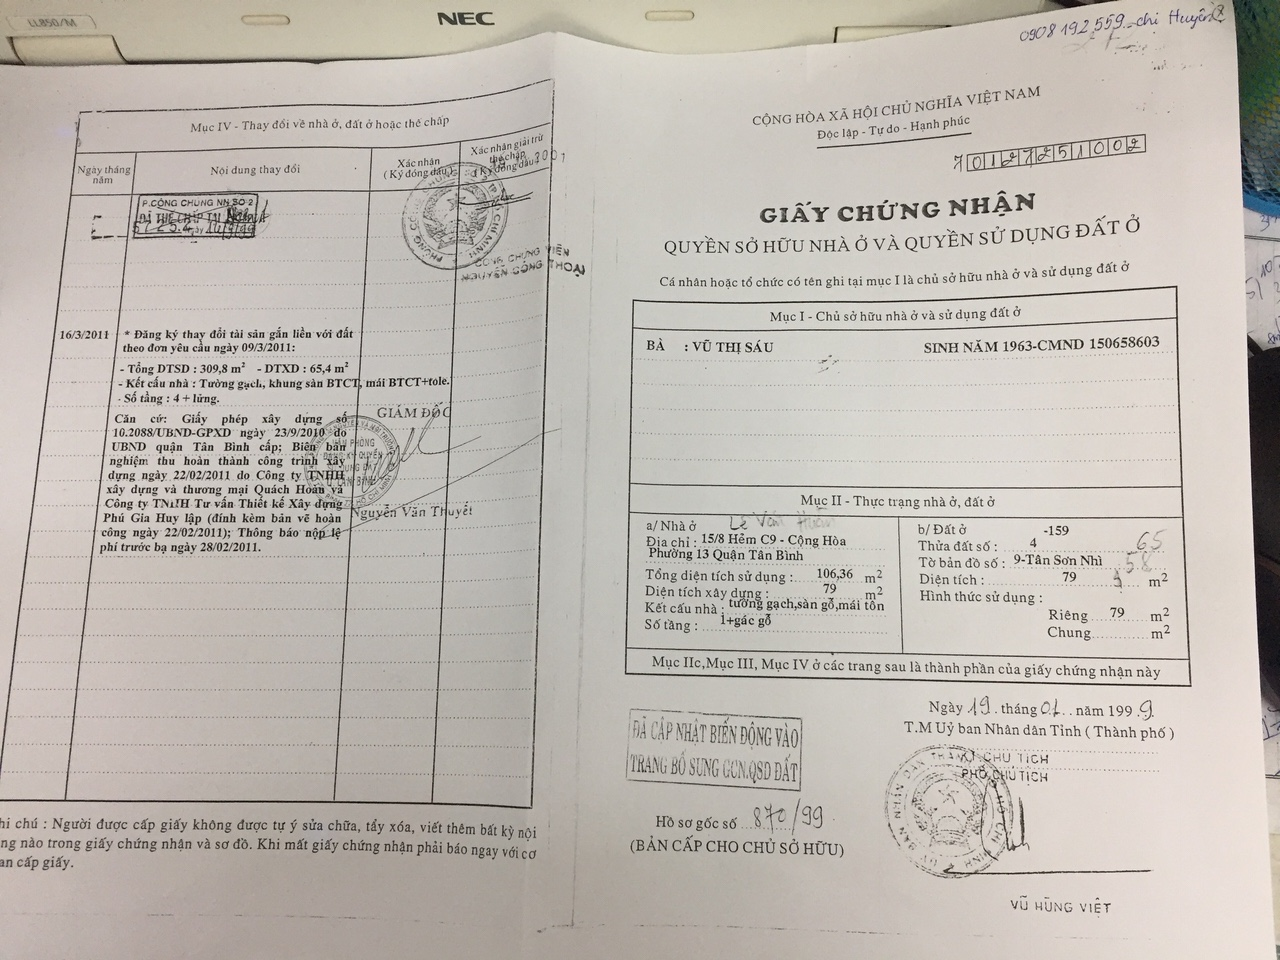 LL850/M
NEC
0908 192 559 - chị Huyền
Mục IV - Thay đổi về nhà ở, đất ở hoặc thế chấp
Ngày tháng năm
Nội dung thay đổi
Xác nhận
(Ký đóng dấu)
Xác nhận giải trừ thế chấp
(Ký đóng dấu)
P.CÔNG CHỨNG NN SỐ 2
ĐÃ THẾ CHẤP TẠI
CÔNG CHỨNG VIÊN
NGUYỄN CÔNG THOẠI
16/3/2011
* Đăng ký thay đổi tài sản gắn liền với đất
theo đơn yêu cầu ngày 09/3/2011:
- Tổng DTSD : 309,8 m² - DTXD : 65,4 m²
- Kết cấu nhà : Tường gạch, khung sàn BTCT, mái BTCT+tole.
- Số tầng : 4 + lửng.
Căn cứ: Giấy phép xây dựng số
10.2088/UBND-GPXD ngày 23/9/2010 do
UBND quận Tân Bình cấp; Biên bản
nghiệm thu hoàn thành công trình xây
dựng ngày 22/02/2011 do Công ty TNHH
xây dựng và thương mại Quách Hoàn và
Công ty TNHH Tư vấn Thiết kế Xây dựng
Phú Gia Huy lập (đính kèm bản vẽ hoàn
công ngày 22/02/2011); Thông báo nộp lệ
phí trước bạ ngày 28/02/2011.
GIÁM ĐỐC
Nguyễn Văn Thuyết
hi chú : Người được cấp giấy không được tự ý sửa chữa, tẩy xóa, viết thêm bất kỳ nội
ng nào trong giấy chứng nhận và sơ đồ. Khi mất giấy chứng nhận phải báo ngay với cơ
an cấp giấy.
CỘNG HÒA XÃ HỘI CHỦ NGHĨA VIỆT NAM
Độc lập - Tự do - Hạnh phúc
70127251002
GIẤY CHỨNG NHẬN
QUYỀN SỞ HỮU NHÀ Ở VÀ QUYỀN SỬ DỤNG ĐẤT Ở
Cá nhân hoặc tổ chức có tên ghi tại mục I là chủ sở hữu nhà ở và sử dụng đất ở
Mục I - Chủ sở hữu nhà ở và sử dụng đất ở
BÀ : VŨ THỊ SÁU SINH NĂM 1963-CMND 150658603
Mục II - Thực trạng nhà ở, đất ở
a/ Nhà ở Lê Văn
Địa chỉ : 15/8 Hẻm C9 - Cộng Hòa
Phường 13 Quận Tân Bình
Tổng diện tích sử dụng : 106,36 m²
Diện tích xây dựng : 79 m²
Kết cấu nhà : tường gạch,sàn gỗ,mái tôn
Số tầng : 1+gác gỗ
b/ Đất ở -159
Thửa đất số : 4 65
Tờ bản đồ số : 9-Tân Sơn Nhì 58
Diện tích : 79 m²
Hình thức sử dụng :
Riêng 79 m²
Chung m²
Mục IIc,Mục III, Mục IV ở các trang sau là thành phần của giấy chứng nhận này
ĐÃ CẬP NHẬT BIẾN ĐỘNG VÀO
TRANG BỔ SUNG GCN.QSD ĐẤT
Hồ sơ gốc số 870/99
(BẢN CẤP CHO CHỦ SỞ HỮU)
Ngày 19 tháng 01 năm 1999
T.M Uỷ ban Nhân dân Tỉnh ( Thành phố )
KT CHỦ TỊCH
PHÓ CHỦ TỊCH
VŨ HÙNG VIỆT